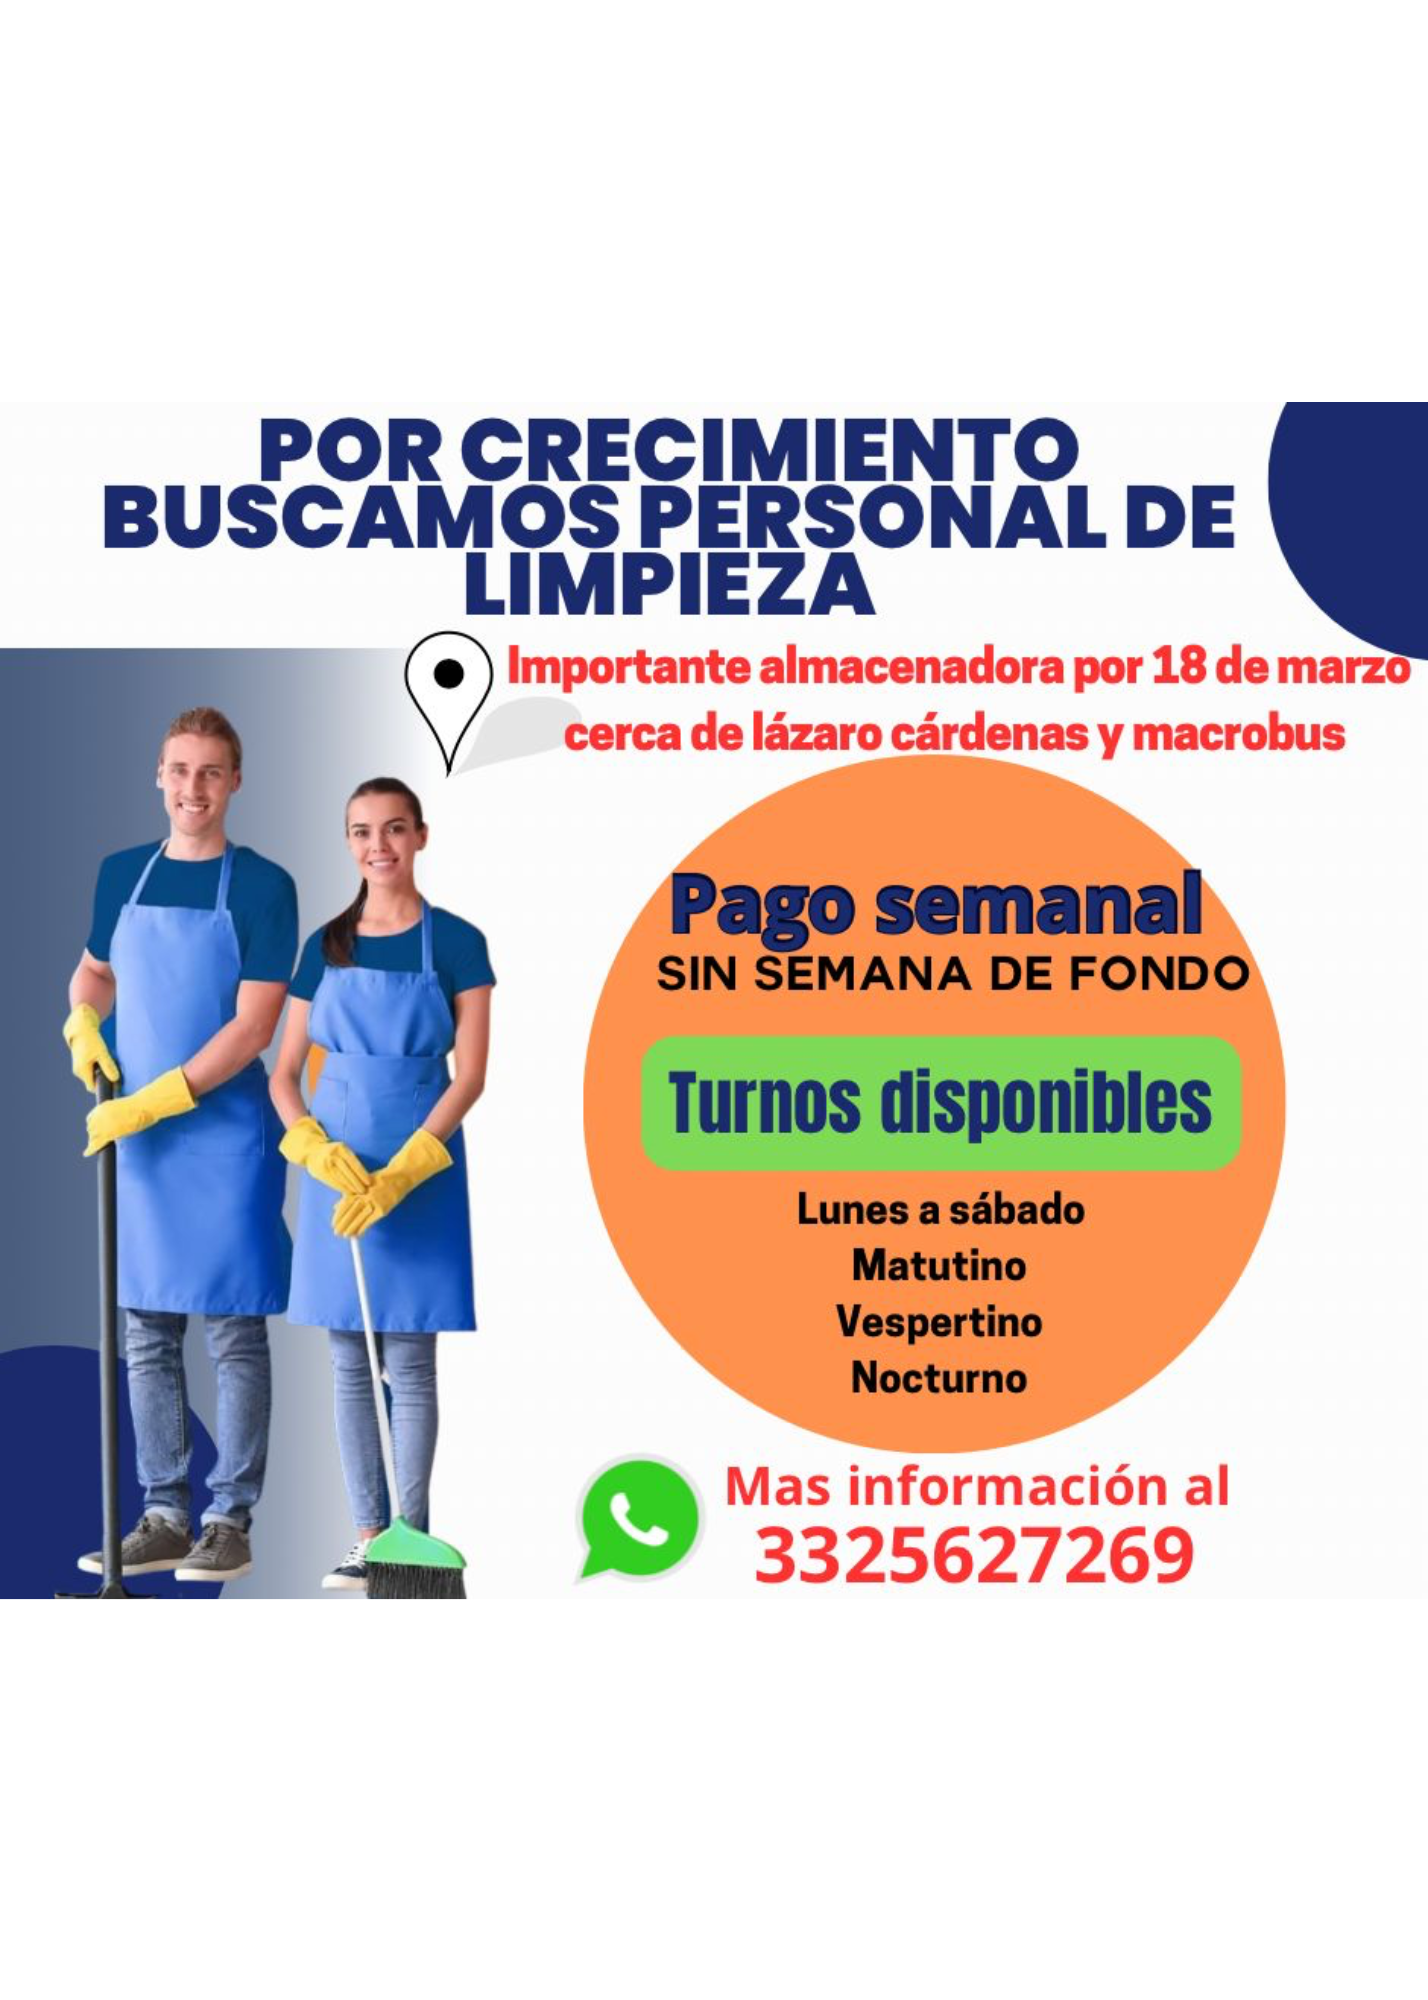 POR CRECIMIENTO
BUSCAMOS PERSONAL DE
LIMPIEZA
Importante almacenadora por 18 de marzo
cerca de lázaro cárdenas y macrobus
Pago semanal
SIN SEMANA DE FONDO
Turnos disponibles
Lunes a sábado
Matutino
Vespertino
Nocturno
Mas información al
3325627269